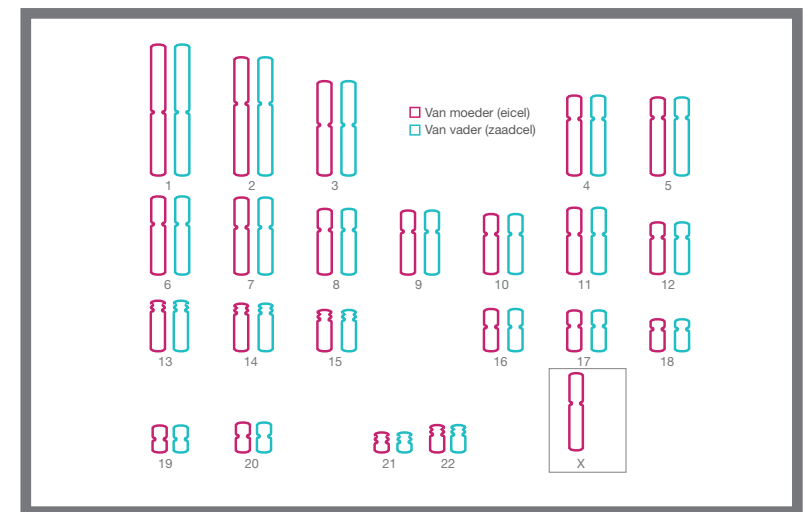 Van moeder (eicel)
Van vader (zaadcel)
1 2 3 4 5
6 7 8 9 10 11 12
13 14 15 16 17 18
19 20 21 22 X